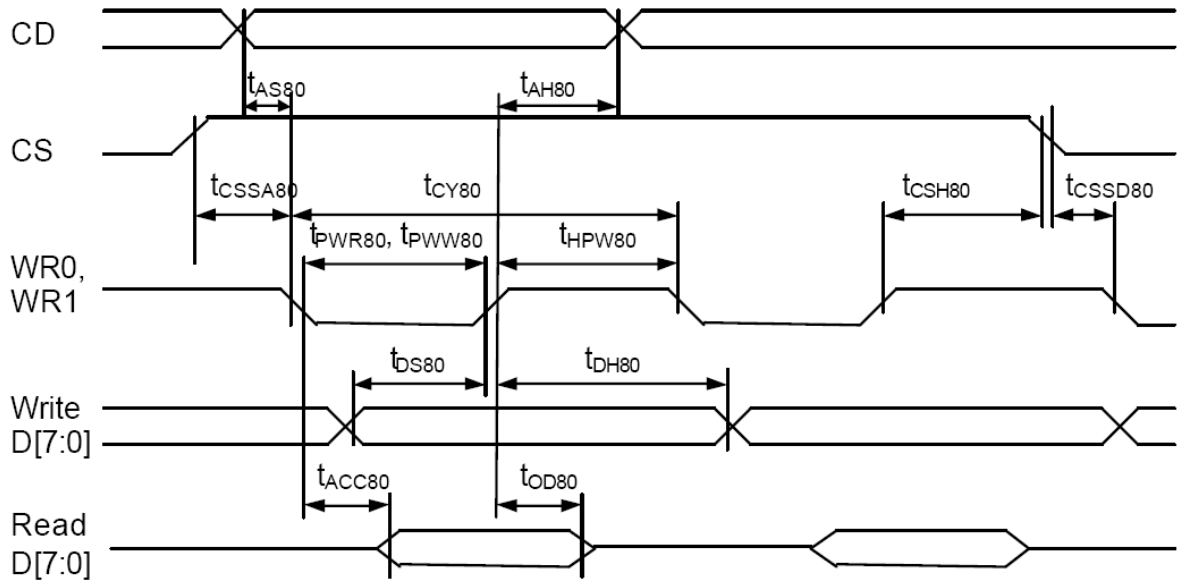 CD
tAS80
tAH80
CS
tCSSA80
tCY80
tCSH80
tCSSD80
tPWR80, tPWW80
tHPW80
WR0,
WR1
tDS80
tDH80
Write
D[7:0]
tACC80
tOD80
Read
D[7:0]